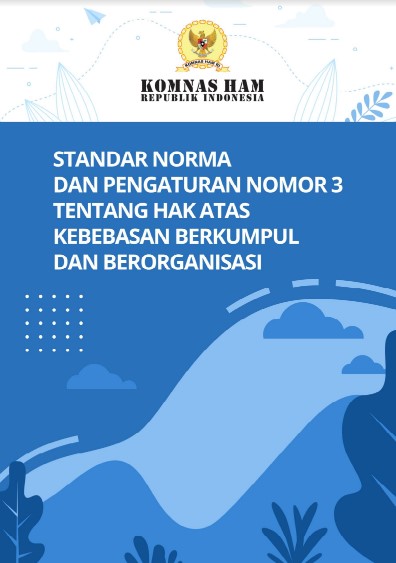 KOMNAS HAM
REPUBLIK INDONESIA
STANDAR NORMA
DAN PENGATURAN NOMOR 3
TENTANG HAK ATAS
KEBEBASAN BERKUMPUL
DAN BERORGANISASI